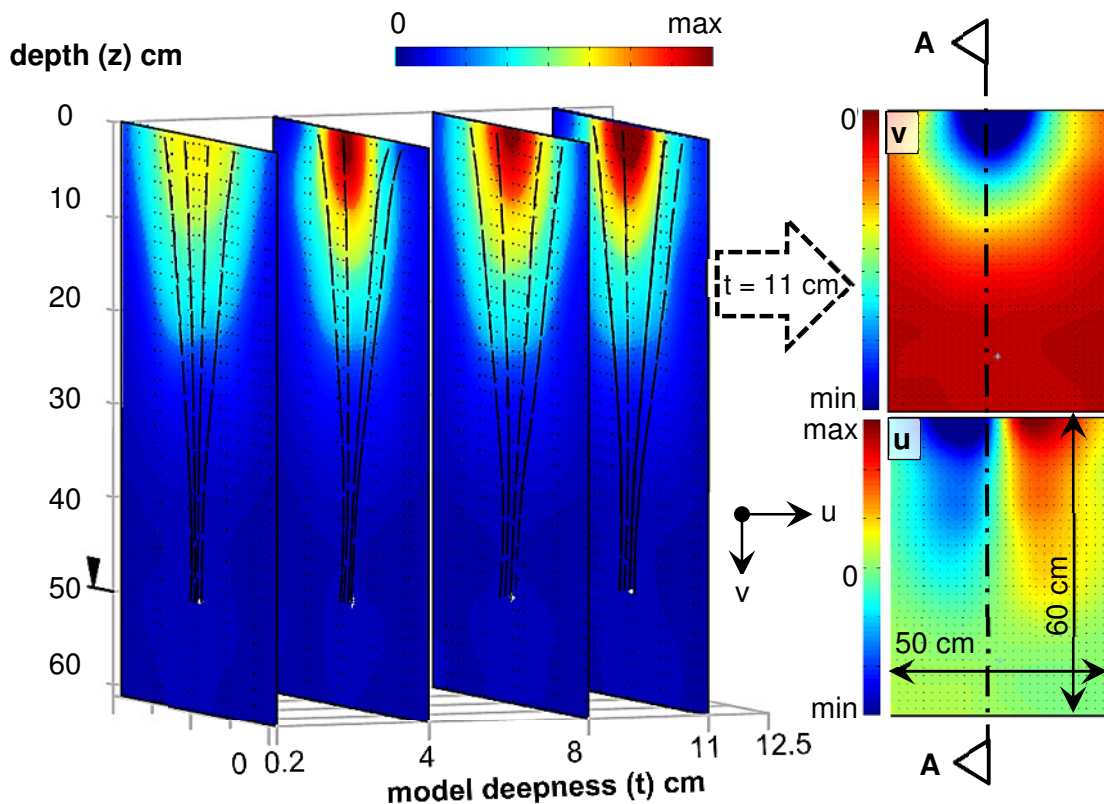 0 max
depth (z) cm
0
10
20
30
40
50
60
0 0.2 4 8 11 12.5
model deepness (t) cm
t = 11 cm
u
v
A
0
v
min
max
u
0
min
50 cm
60 cm
A